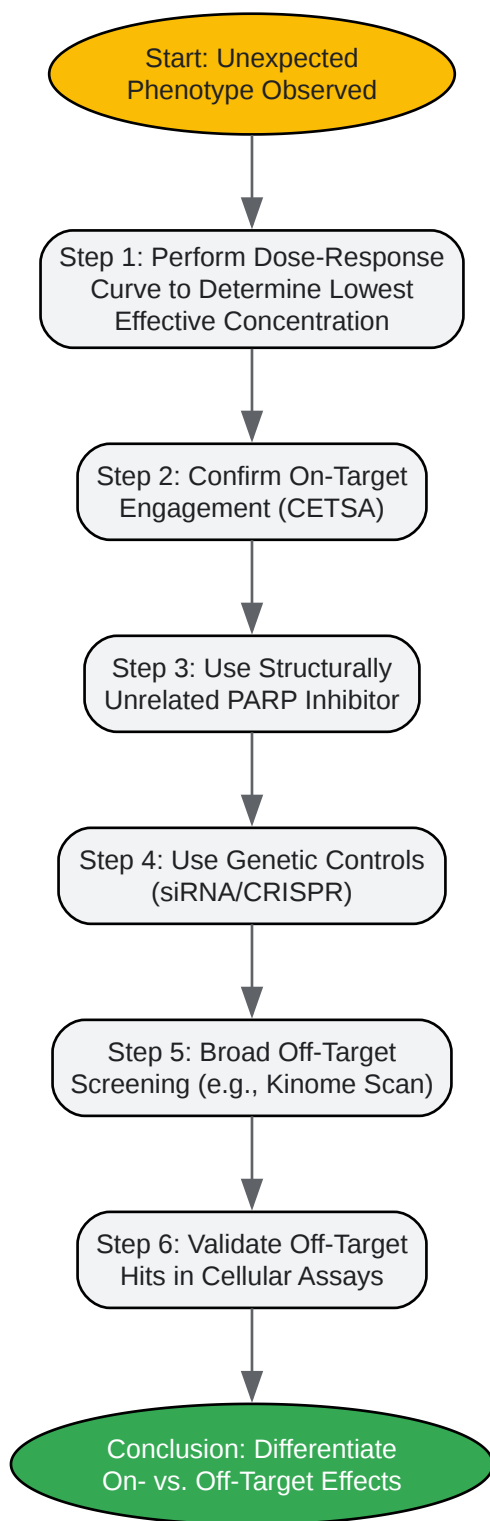 Start: Unexpected
Phenotype Observed
Step 1: Perform Dose-Response
Curve to Determine Lowest
Effective Concentration
Step 2: Confirm On-Target
Engagement (CETSA)
Step 3: Use Structurally
Unrelated PARP Inhibitor
Step 4: Use Genetic Controls
(siRNA/CRISPR)
Step 5: Broad Off-Target
Screening (e.g., Kinome Scan)
Step 6: Validate Off-Target
Hits in Cellular Assays
Conclusion: Differentiate
On- vs. Off-Target Effects